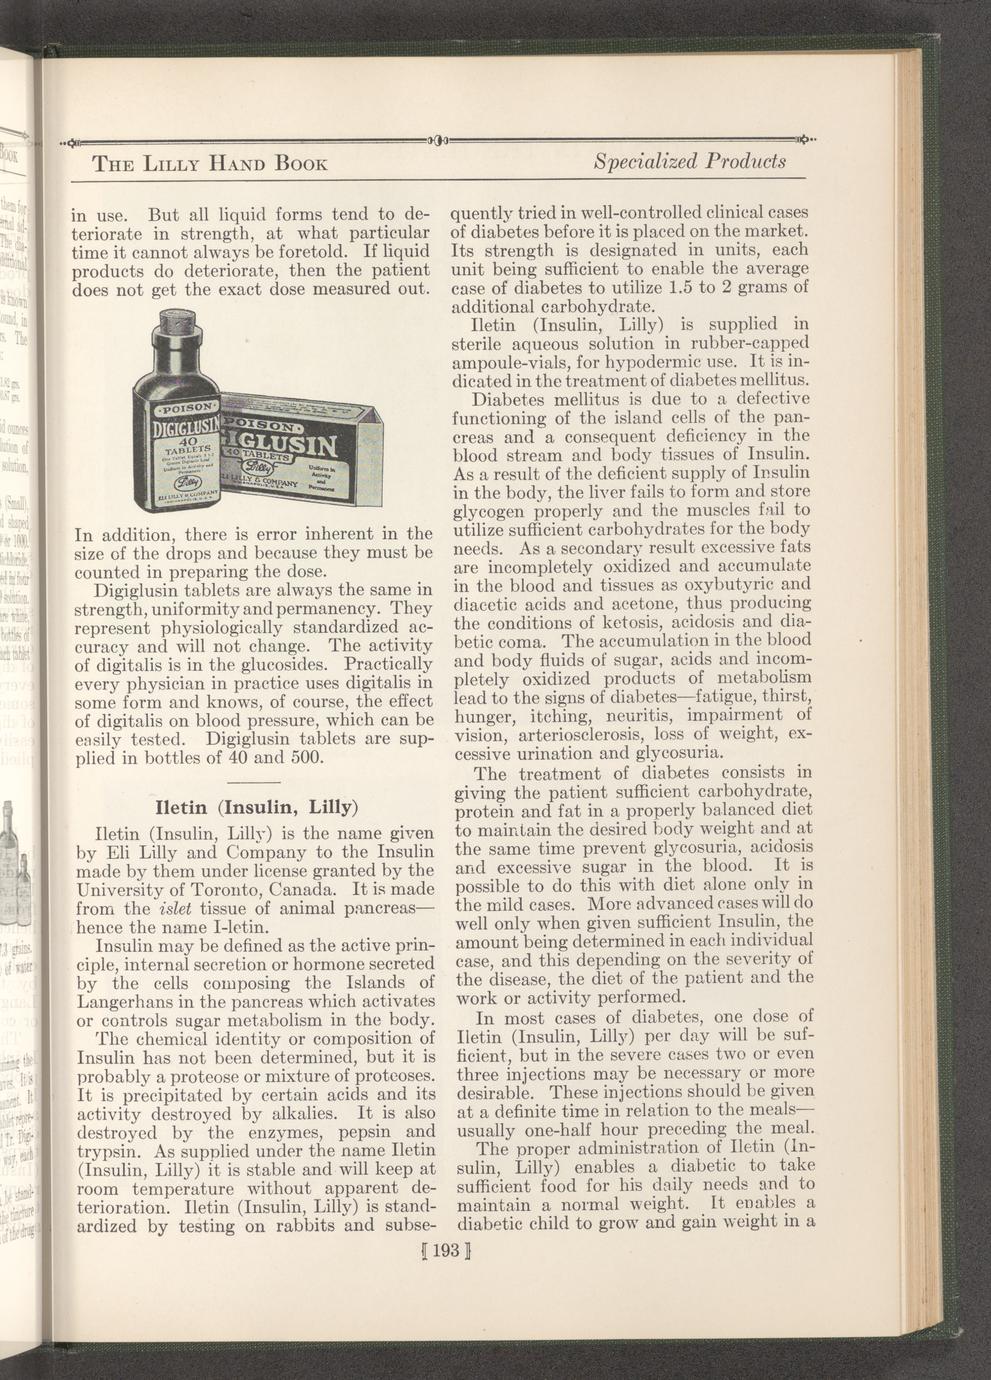 THE LILLY HAND BOOK
Specialized Products
in use. But all liquid forms tend to de-
teriorate in strength, at what particular
time it cannot always be foretold. If liquid
products do deteriorate, then the patient
does not get the exact dose measured out.
POISON
DIGIGLUSIN
40
TABLETS
Lilly
ELI LILLY & COMPANY
POISON
IGLUSIN
40 TABLETS
Lilly
Uniform in
Activity
and
Permanent
LI LILLY & COMPANY
In addition, there is error inherent in the
size of the drops and because they must be
counted in preparing the dose.
Digiglusin tablets are always the same in
strength, uniformity and permanency. They
represent physiologically standardized ac-
curacy and will not change. The activity
of digitalis is in the glucosides. Practically
every physician in practice uses digitalis in
some form and knows, of course, the effect
of digitalis on blood pressure, which can be
easily tested. Digiglusin tablets are sup-
plied in bottles of 40 and 500.
Iletin (Insulin, Lilly)
Iletin (Insulin, Lilly) is the name given
by Eli Lilly and Company to the Insulin
made by them under license granted by the
University of Toronto, Canada. It is made
from the islet tissue of animal pancreas—
hence the name I-letin.
Insulin may be defined as the active prin-
ciple, internal secretion or hormone secreted
by the cells composing the Islands of
Langerhans in the pancreas which activates
or controls sugar metabolism in the body.
The chemical identity or composition of
Insulin has not been determined, but it is
probably a proteose or mixture of proteoses.
It is precipitated by certain acids and its
activity destroyed by alkalies. It is also
destroyed by the enzymes, pepsin and
trypsin. As supplied under the name Iletin
(Insulin, Lilly) it is stable and will keep at
room temperature without apparent de-
terioration. Iletin (Insulin, Lilly) is stand-
ardized by testing on rabbits and subse-
quently tried in well-controlled clinical cases
of diabetes before it is placed on the market.
Its strength is designated in units, each
unit being sufficient to enable the average
case of diabetes to utilize 1.5 to 2 grams of
additional carbohydrate.
Iletin (Insulin, Lilly) is supplied in
sterile aqueous solution in rubber-capped
ampoule-vials, for hypodermic use. It is in-
dicated in the treatment of diabetes mellitus.
Diabetes mellitus is due to a defective
functioning of the island cells of the pan-
creas and a consequent deficiency in the
blood stream and body tissues of Insulin.
As a result of the deficient supply of Insulin
in the body, the liver fails to form and store
glycogen properly and the muscles fail to
utilize sufficient carbohydrates for the body
needs. As a secondary result excessive fats
are incompletely oxidized and accumulate
in the blood and tissues as oxybutyric and
diacetic acids and acetone, thus producing
the conditions of ketosis, acidosis and dia-
betic coma. The accumulation in the blood
and body fluids of sugar, acids and incom-
pletely oxidized products of metabolism
lead to the signs of diabetes—fatigue, thirst,
hunger, itching, neuritis, impairment of
vision, arteriosclerosis, loss of weight, ex-
cessive urination and glycosuria.
The treatment of diabetes consists in
giving the patient sufficient carbohydrate,
protein and fat in a properly balanced diet
to maintain the desired body weight and at
the same time prevent glycosuria, acidosis
and excessive sugar in the blood. It is
possible to do this with diet alone only in
the mild cases. More advanced cases will do
well only when given sufficient Insulin, the
amount being determined in each individual
case, and this depending on the severity of
the disease, the diet of the patient and the
work or activity performed.
In most cases of diabetes, one dose of
Iletin (Insulin, Lilly) per day will be suf-
ficient, but in the severe cases two or even
three injections may be necessary or more
desirable. These injections should be given
at a definite time in relation to the meals—
usually one-half hour preceding the meal.
The proper administration of Iletin (In-
sulin, Lilly) enables a diabetic to take
sufficient food for his daily needs and to
maintain a normal weight. It enables a
diabetic child to grow and gain weight in a
[ 193 ]